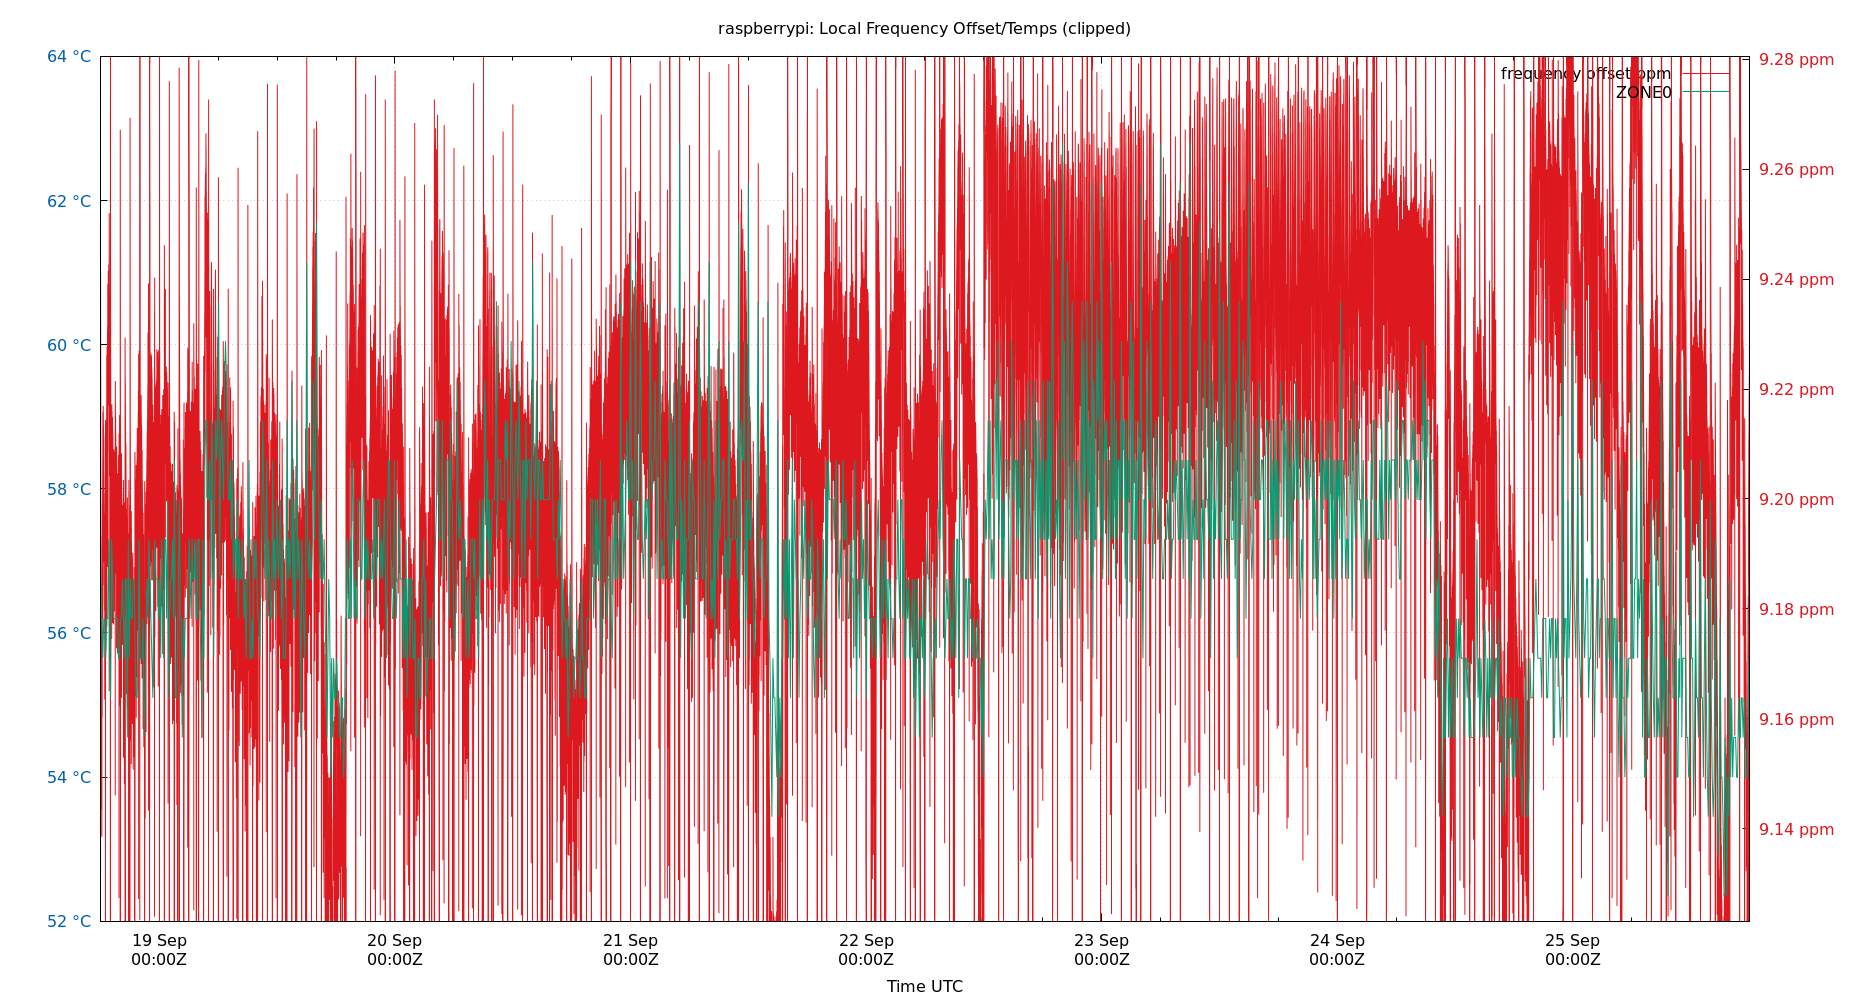 raspberrypi: Local Frequency Offset/Temps (clipped)
64 °C
62 °C
60 °C
58 °C
56 °C
54 °C
52 °C
9.28 ppm
9.26 ppm
9.24 ppm
9.22 ppm
9.20 ppm
9.18 ppm
9.16 ppm
9.14 ppm
frequency offset ppm
ZONE0
19 Sep
00:00Z
20 Sep
00:00Z
21 Sep
00:00Z
22 Sep
00:00Z
23 Sep
00:00Z
24 Sep
00:00Z
25 Sep
00:00Z
Time UTC